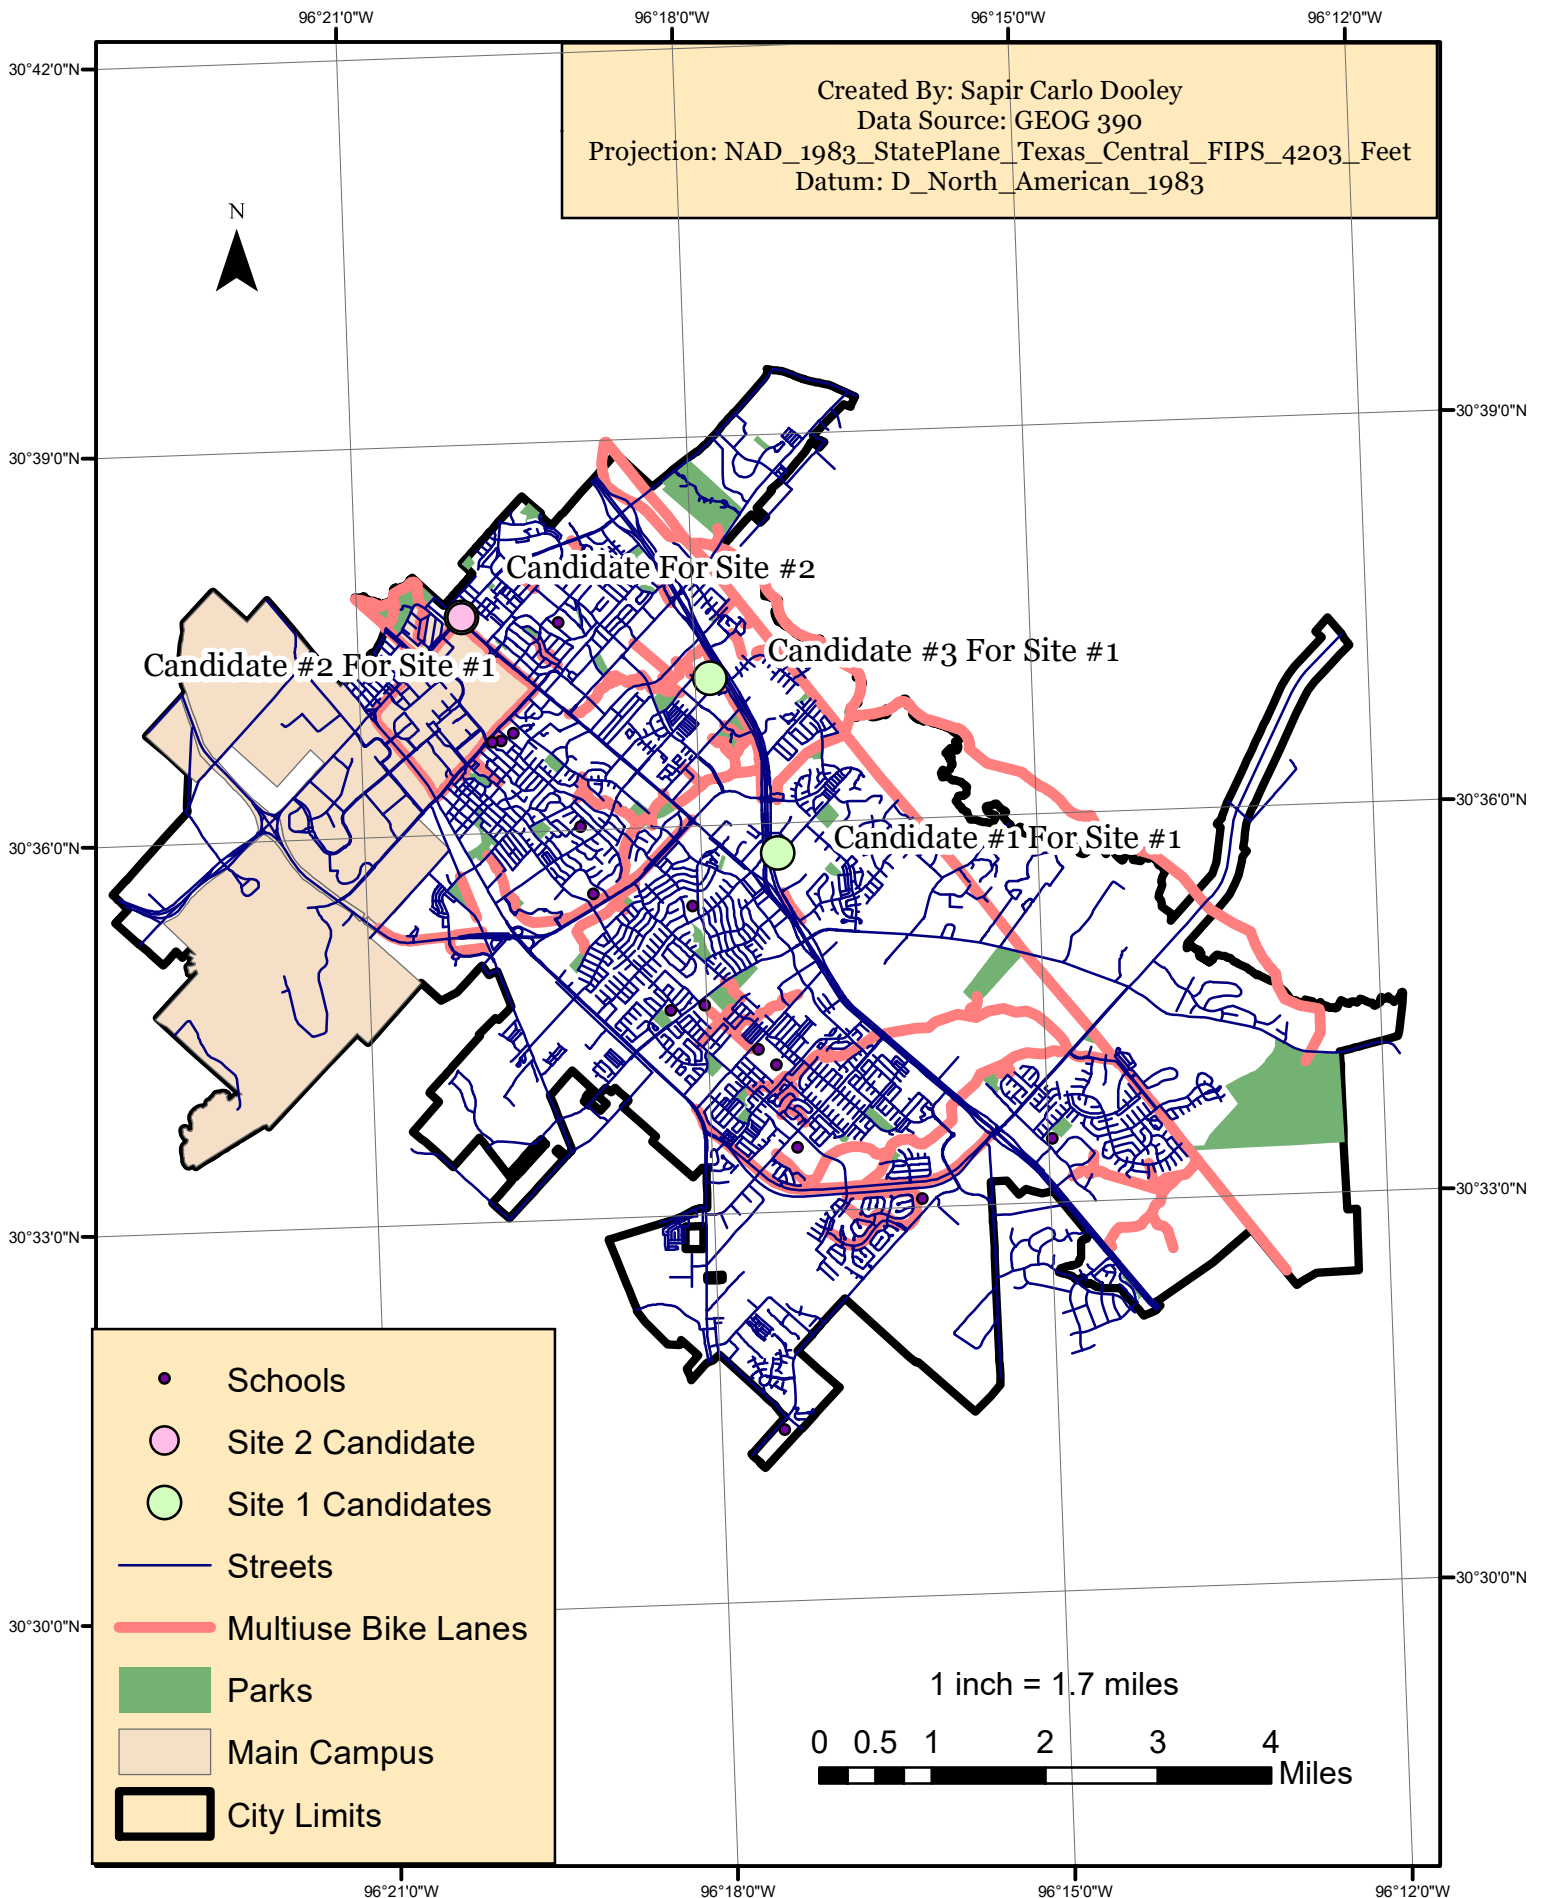 96°21'0"W
96°18'0"W
96°15'0"W
96°12'0"W
30°42'0"N
Created By: Sapir Carlo Dooley
Data Source: GEOG 390
Projection: NAD_1983_StatePlane_Texas_Central_FIPS_4203_Feet
Datum: D_North_American_1983
N
30°39'0"N
30°39'0"N
Candidate For Site #2
Candidate #3 For Site #1
Candidate #2 For Site #1
30°36'0"N
Candidate #1 For Site #1
30°36'0"N
30°33'0"N
30°33'0"N
Schools
Site 2 Candidate
Site 1 Candidates
Streets
Multiuse Bike Lanes
Parks
Main Campus
City Limits
30°30'0"N
30°30'0"N
1 inch = 1.7 miles
0 0.5 1 2 3 4
Miles
96°21'0"W
96°18'0"W
96°15'0"W
96°12'0"W